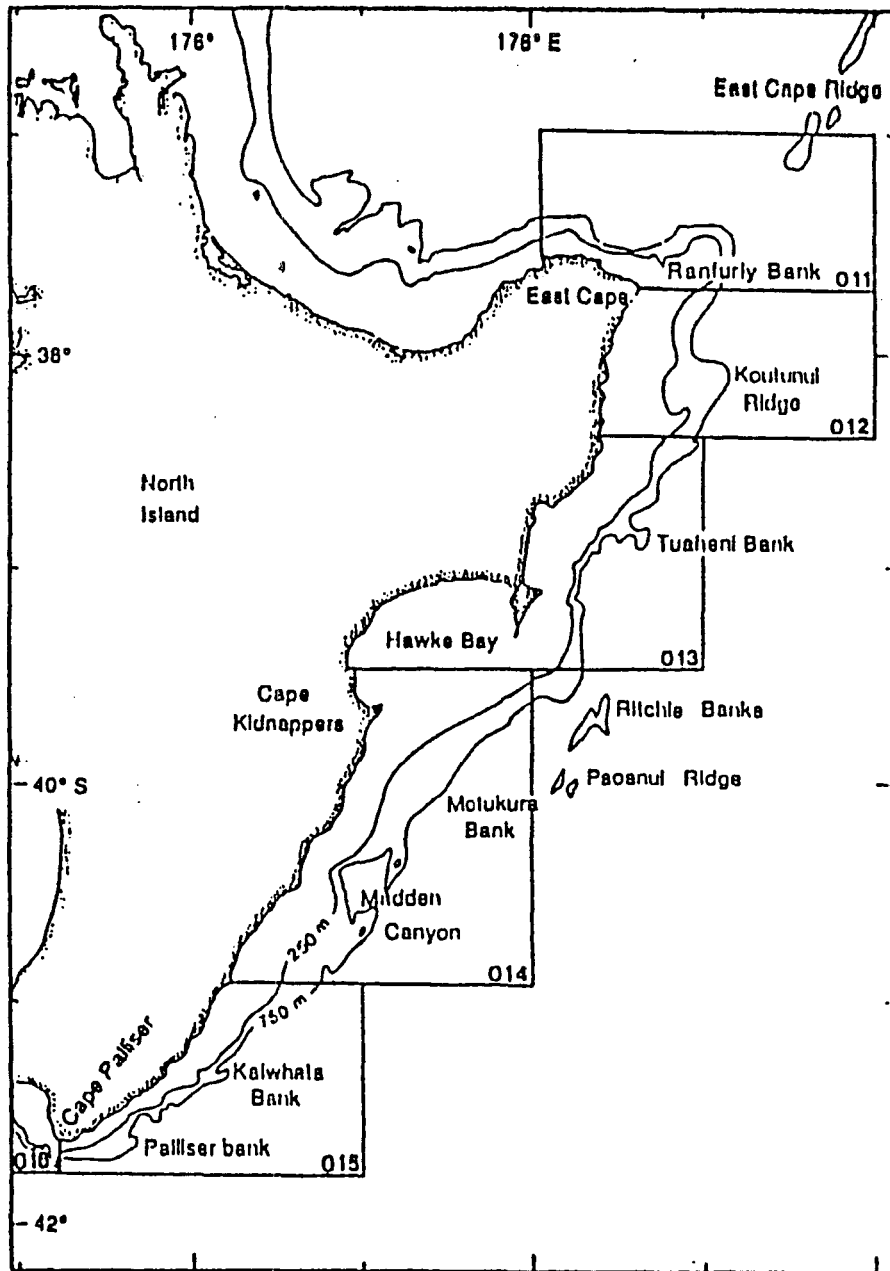 176°
178° E
East Cape Ridge
Ranfurly Bank
011
East Cape
38°
Koutunui
Ridge
012
North
Island
Tuaheni Bank
Hawke Bay
013
Cape
Kidnappers
Ritchie Banks
40° S
Paoanui Ridge
Motukura
Bank
Madden
Canyon
250 m
014
750 m
Cape Palliser
Kaiwhata
Bank
Palliser bank
010
015
42°